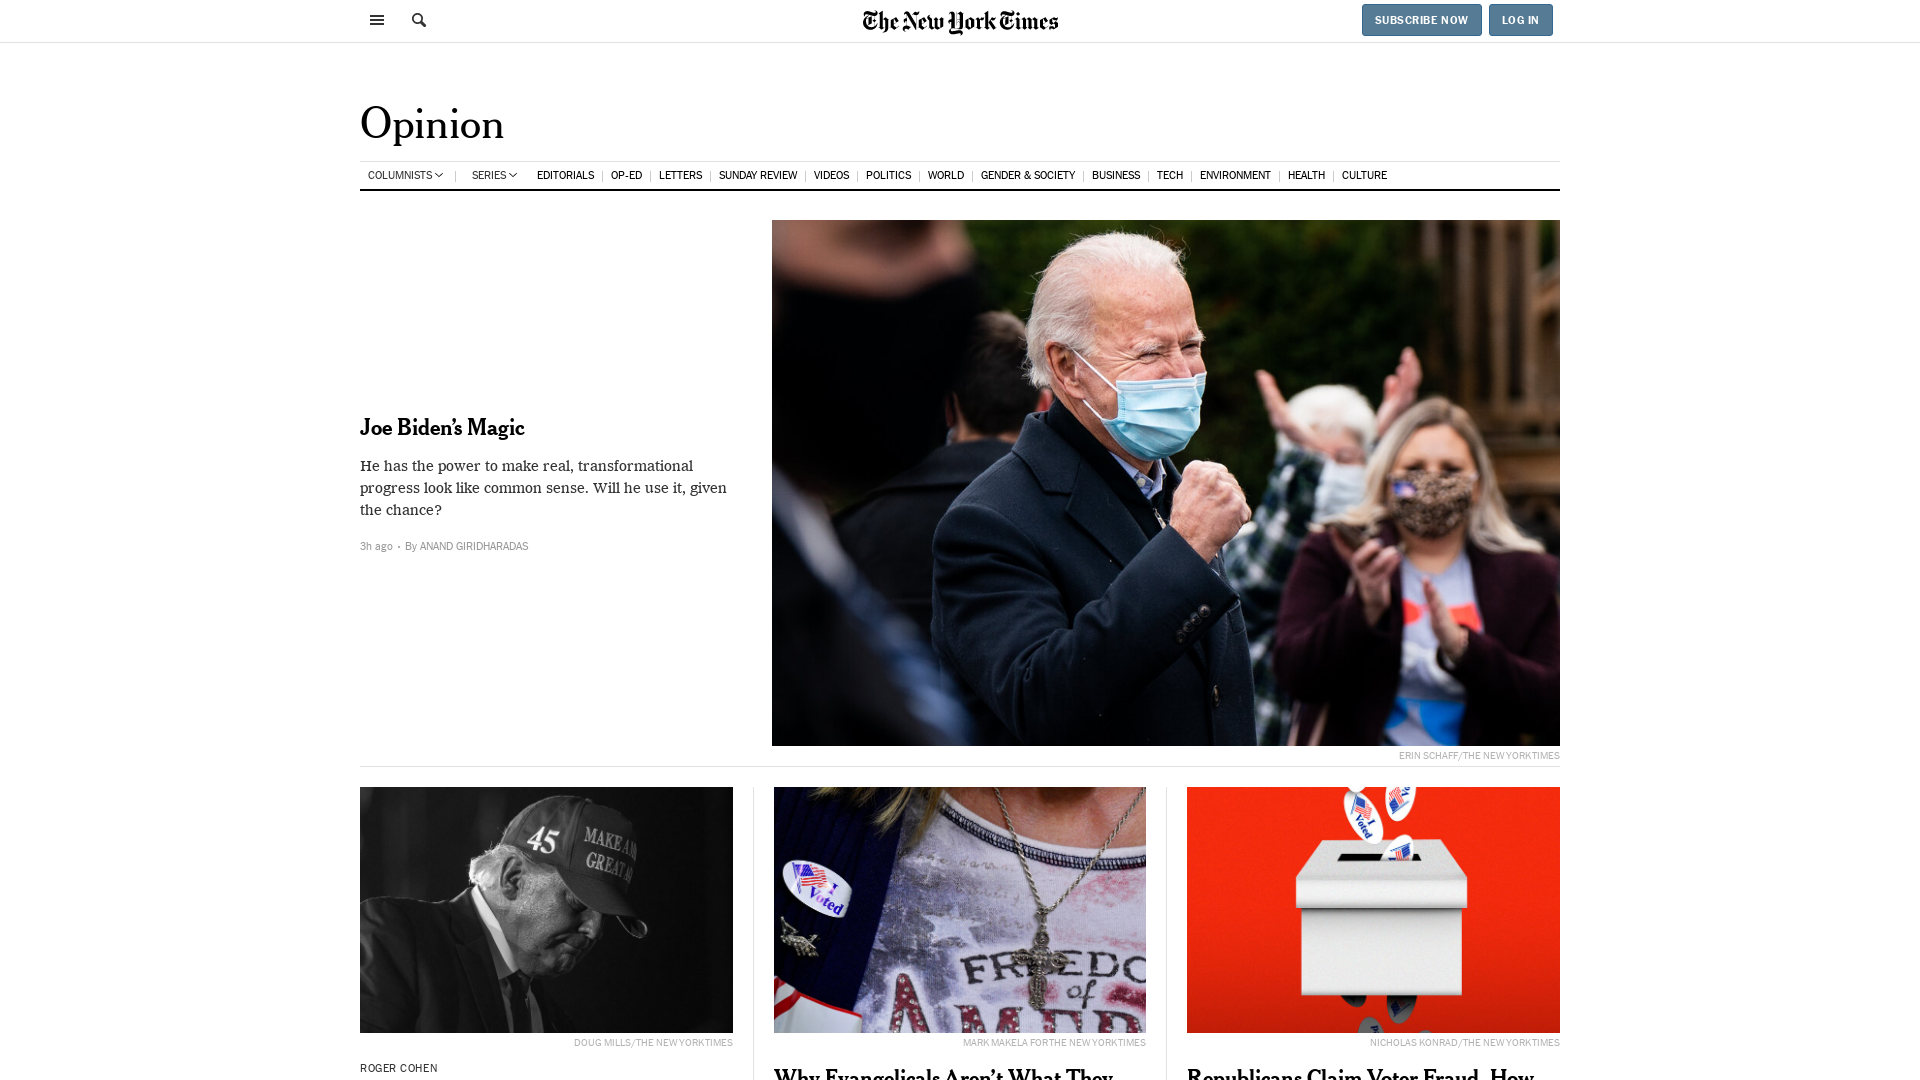 The New York Times
SUBSCRIBE NOW
LOG IN
Opinion
COLUMNISTS
SERIES
EDITORIALS
OP-ED
LETTERS
SUNDAY REVIEW
VIDEOS
POLITICS
WORLD
GENDER & SOCIETY
BUSINESS
TECH
ENVIRONMENT
HEALTH
CULTURE
Joe Biden’s Magic
He has the power to make real, transformational
progress look like common sense. Will he use it, given
the chance?
3h ago • By ANAND GIRIDHARADAS
ERIN SCHAFF/THE NEW YORK TIMES
45
MAKE A
GREAT A
I Voted
FREEDO
of
AMER
I Voted
DOUG MILLS/THE NEW YORK TIMES
MARK MAKELA FOR THE NEW YORK TIMES
NICHOLAS KONRAD/THE NEW YORK TIMES
ROGER COHEN
Why Evangelicals Aren’t What They
Republicans Claim Voter Fraud. How